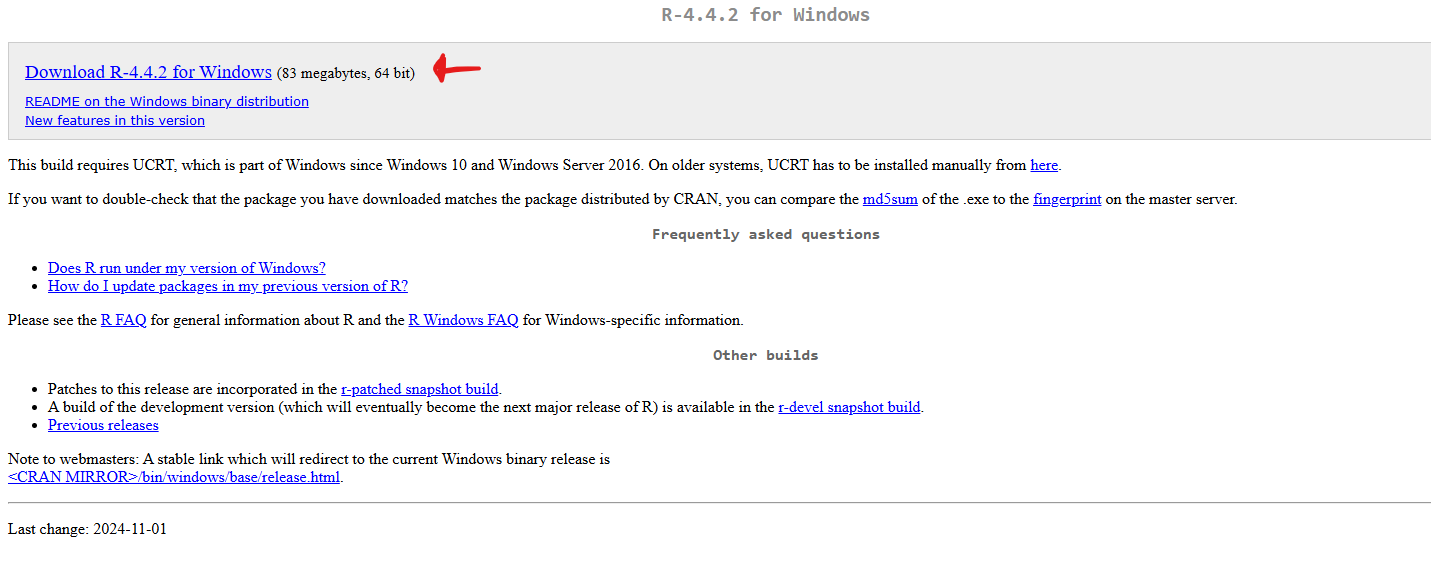 R-4.4.2 for Windows
Download R-4.4.2 for Windows (83 megabytes, 64 bit)
README on the Windows binary distribution
New features in this version
This build requires UCRT, which is part of Windows since Windows 10 and Windows Server 2016. On older systems, UCRT has to be installed manually from here.
If you want to double-check that the package you have downloaded matches the package distributed by CRAN, you can compare the md5sum of the .exe to the fingerprint on the master server.
Frequently asked questions
• Does R run under my version of Windows?
• How do I update packages in my previous version of R?
Please see the R FAQ for general information about R and the R Windows FAQ for Windows-specific information.
Other builds
• Patches to this release are incorporated in the r-patched snapshot build.
• A build of the development version (which will eventually become the next major release of R) is available in the r-devel snapshot build.
• Previous releases
Note to webmasters: A stable link which will redirect to the current Windows binary release is
<CRAN MIRROR>/bin/windows/base/release.html.
Last change: 2024-11-01